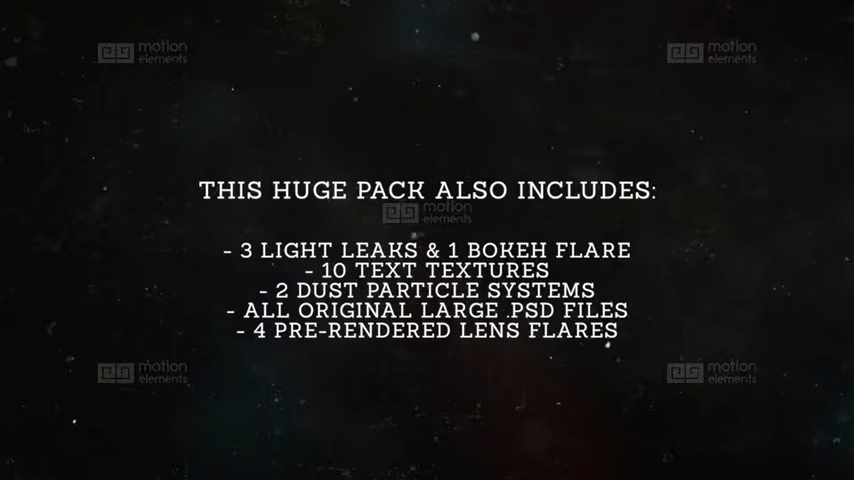 motion elements
motion elements
THIS HUGE PACK ALSO INCLUDES:
motion elements
- 3 LIGHT LEAKS & 1 BOKEH FLARE
- 10 TEXT TEXTURES
- 2 DUST PARTICLE SYSTEMS
- ALL ORIGINAL LARGE .PSD FILES
- 4 PRE-RENDERED LENS FLARES
motion elements
motion elements